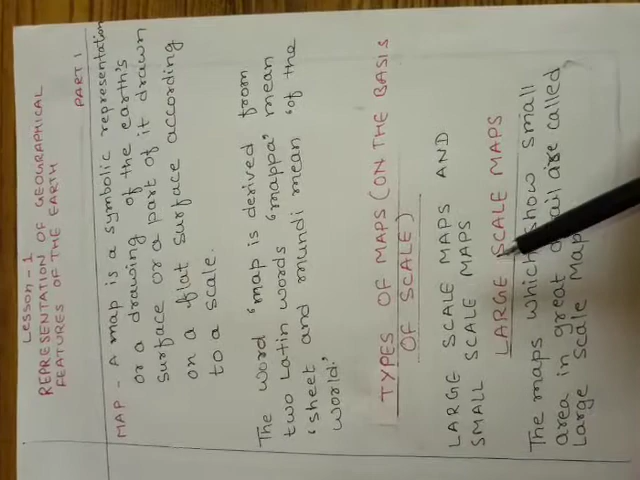 Lesson-1
REPRESENTATION OF GEOGRAPHICAL
FEATURES OF THE EARTH
PART 1
MAP - A map is a symbolic representation
or a drawing of the earth's
surface or a part of it drawn
on a flat surface according
to a scale.
The word 'map is derived from
two Latin words 'mappa' mean
'sheet and mundi mean 'of the
world.'
TYPES OF MAPS (ON THE BASIS
OF SCALE)
LARGE SCALE MAPS AND
SMALL SCALE MAPS
LARGE SCALE MAPS
The maps which show small
area in great are called
Large scale Map